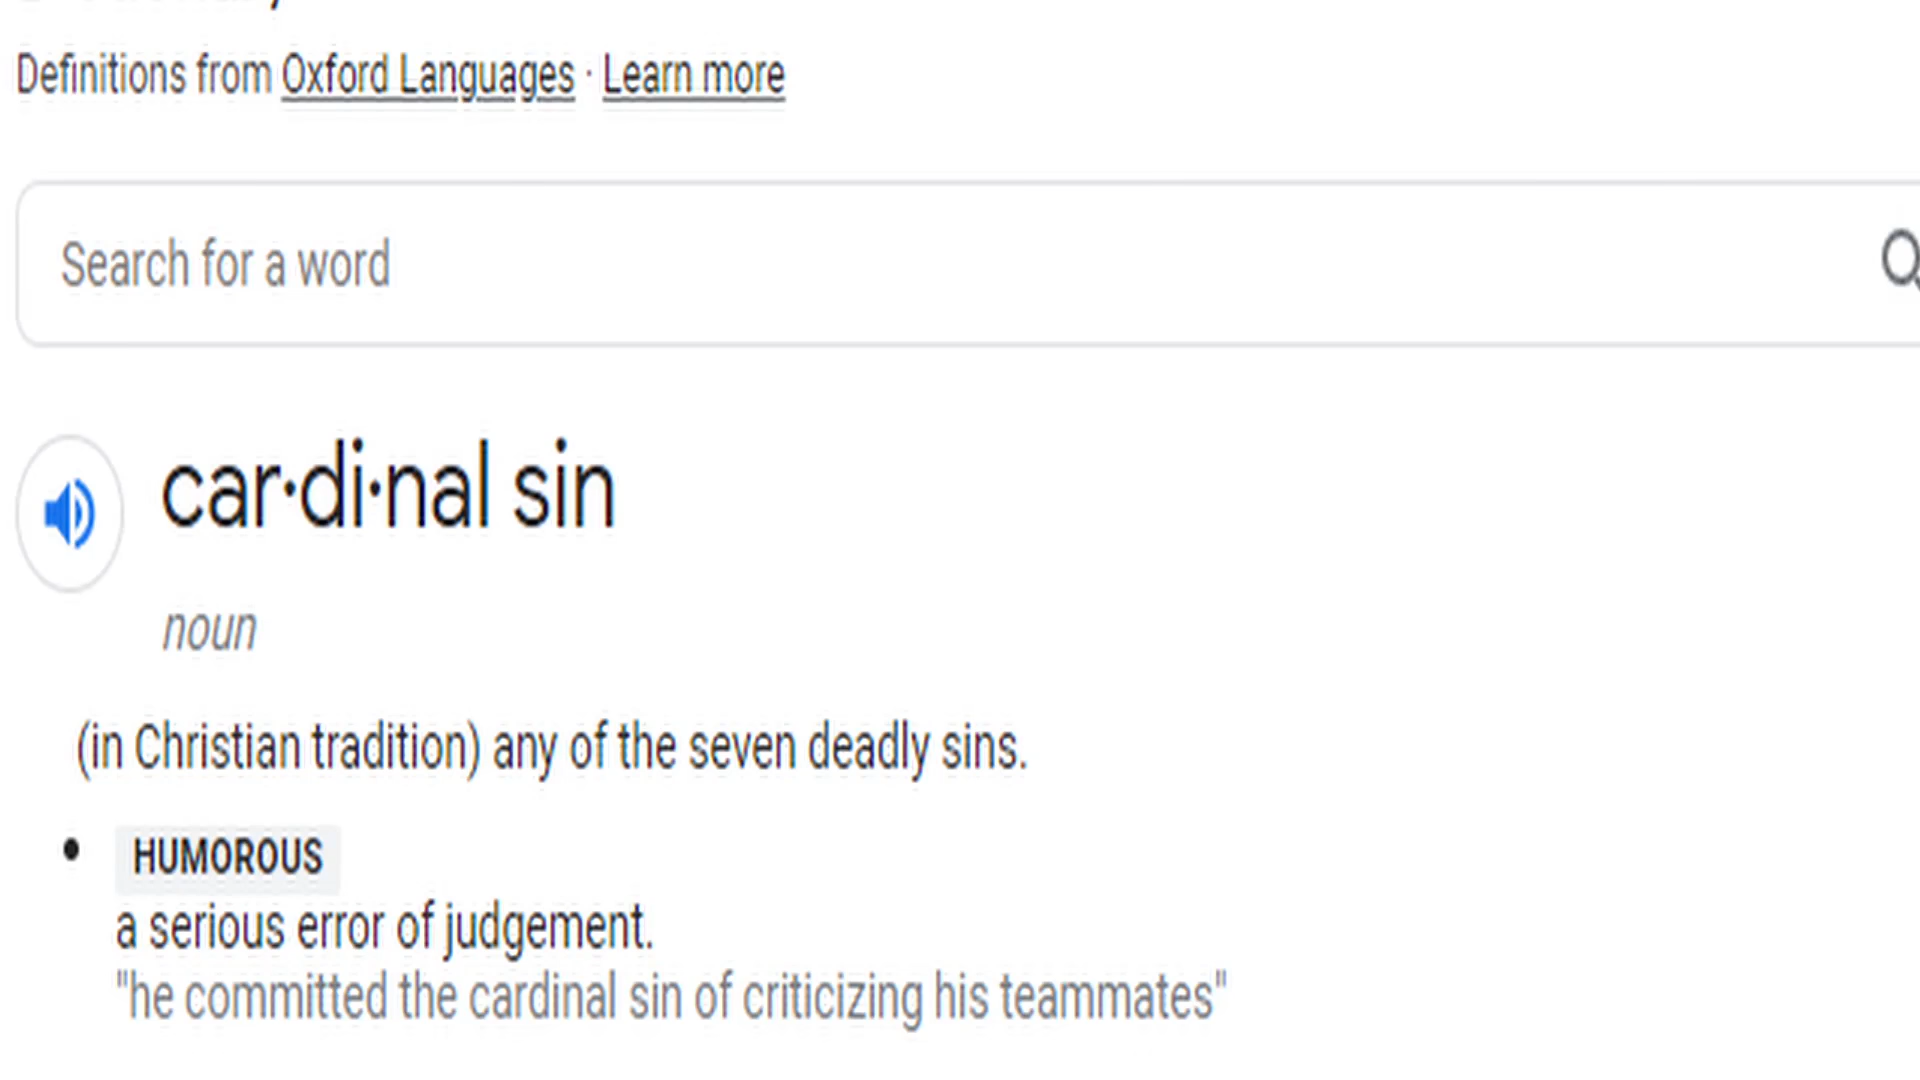 Definitions from Oxford Languages · Learn more
Search for a word
car·di·nal sin
noun
(in Christian tradition) any of the seven deadly sins.
• HUMOROUS
a serious error of judgement.
"he committed the cardinal sin of criticizing his teammates"